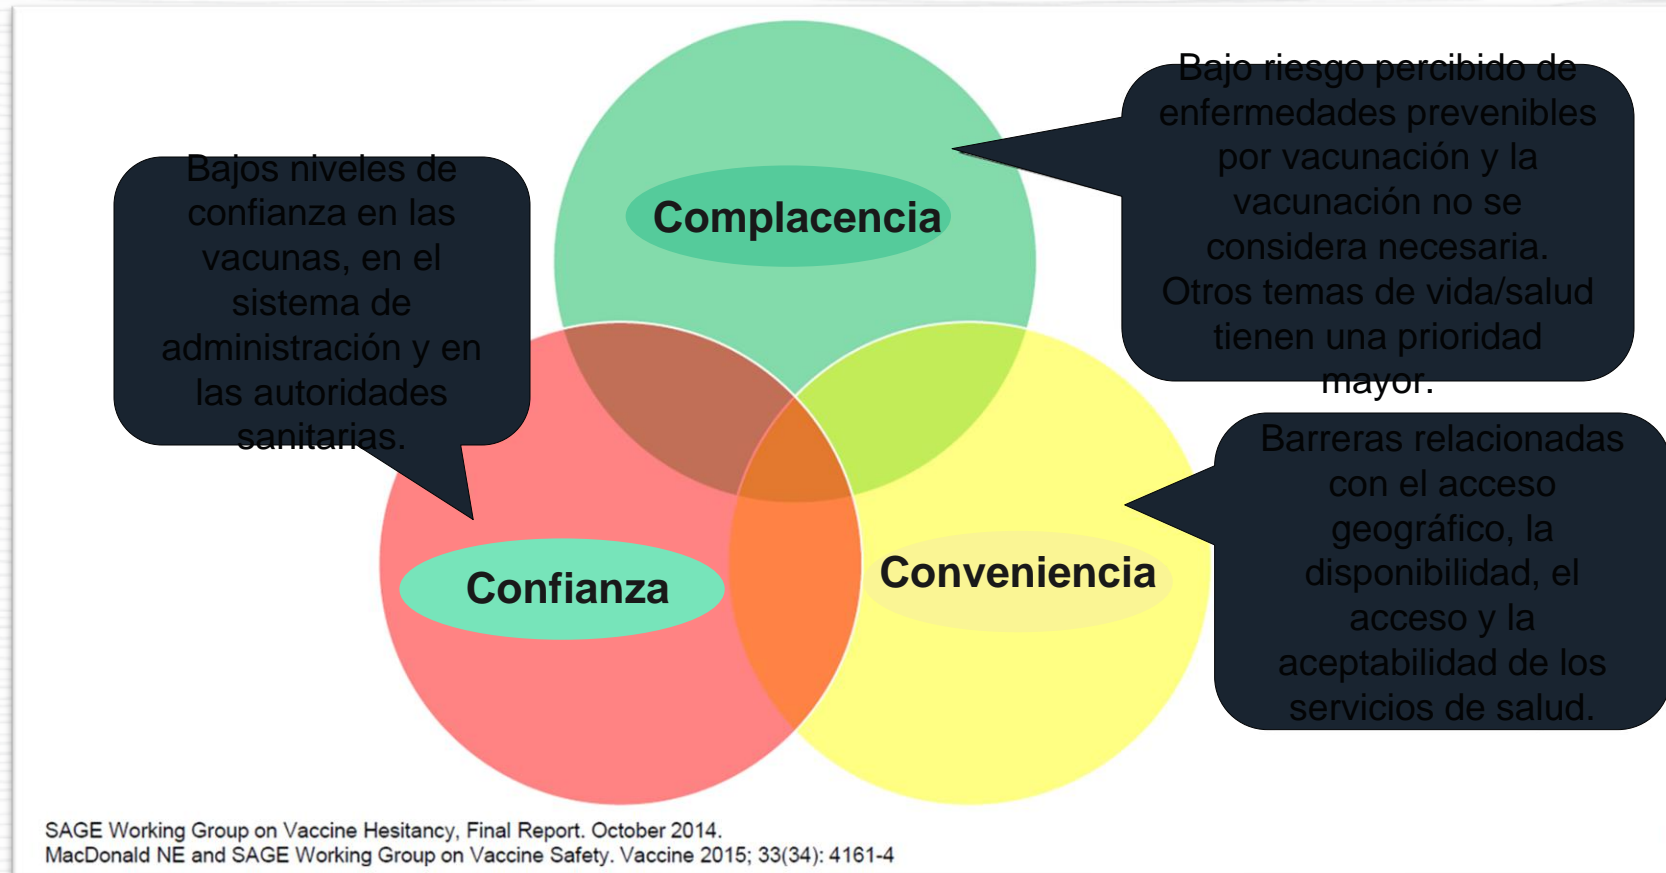 Complacencia
Bajo riesgo percibido de
enfermedades prevenibles
por vacunación y la
vacunación no se
considera necesaria.
Otros temas de vida/salud
tienen una prioridad
mayor.
Bajos niveles de
confianza en las
vacunas, en el
sistema de
administración y en
las autoridades
sanitarias.
Confianza
Conveniencia
Barreras relacionadas
con el acceso
geográfico, la
disponibilidad, el
acceso y la
aceptabilidad de los
servicios de salud.
SAGE Working Group on Vaccine Hesitancy, Final Report. October 2014.
MacDonald NE and SAGE Working Group on Vaccine Safety. Vaccine 2015; 33(34): 4161-4